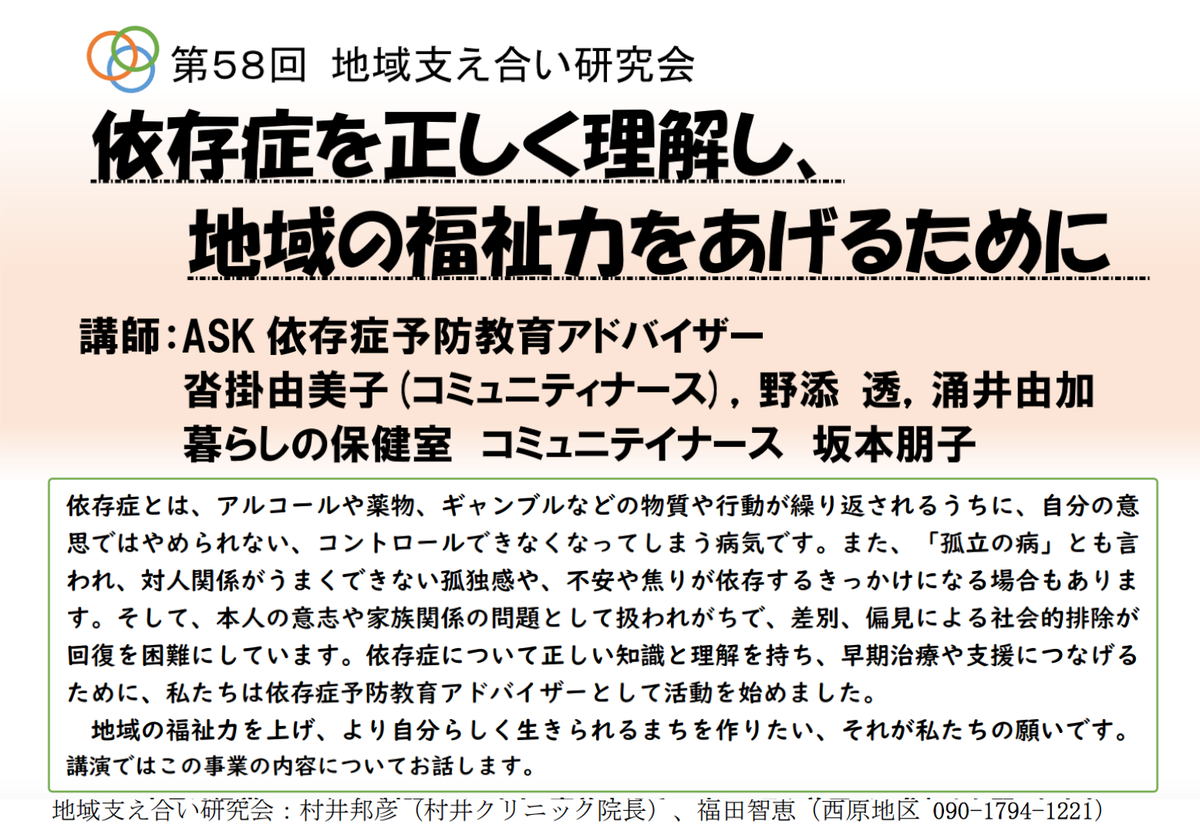 第58回 地域支え合い研究会
依存症を正しく理解し、
地域の福祉力をあげるために
講師：ASK 依存症予防教育アドバイザー
沓掛由美子（コミュニティナース），野添 透，涌井由加
暮らしの保健室 コミュニテイナース 坂本朋子
依存症とは、アルコールや薬物、ギャンブルなどの物質や行動が繰り返されるうちに、自分の意
思ではやめられない、コントロールできなくなってしまう病気です。また、「孤立の病」とも言
われ、対人関係がうまくできない孤独感や、不安や焦りが依存するきっかけになる場合もありま
す。そして、本人の意志や家族関係の問題として扱われがちで、差別、偏見による社会的排除が
回復を困難にしています。依存症について正しい知識と理解を持ち、早期治療や支援につなげる
ために、私たちは依存症予防教育アドバイザーとして活動を始めました。
地域の福祉力を上げ、より自分らしく生きられるまちを作りたい、それが私たちの願いです。
講演ではこの事業の内容についてお話します。
地域支え合い研究会：村井邦彦（村井クリニック院長）、福田智恵（西原地区 090-1794-1221）